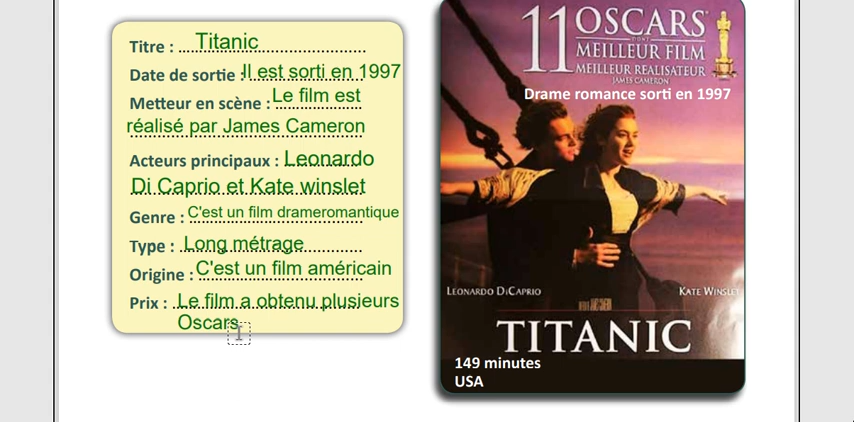 Titre : Titanic
Date de sortie : Il est sorti en 1997
Metteur en scène : Le film est
réalisé par James Cameron
Acteurs principaux : Leonardo
Di Caprio et Kate winslet
Genre : C'est un film drameromantique
Type : Long métrage
Origine : C'est un film américain
Prix : Le film a obtenu plusieurs
Oscars
11 OSCARS
DONT
MEILLEUR FILM
MEILLEUR REALISATEUR
JAMES CAMERON
Drame romance sorti en 1997
LEONARDO DICAPRIO
KATE WINSLET
TITANIC
149 minutes
USA